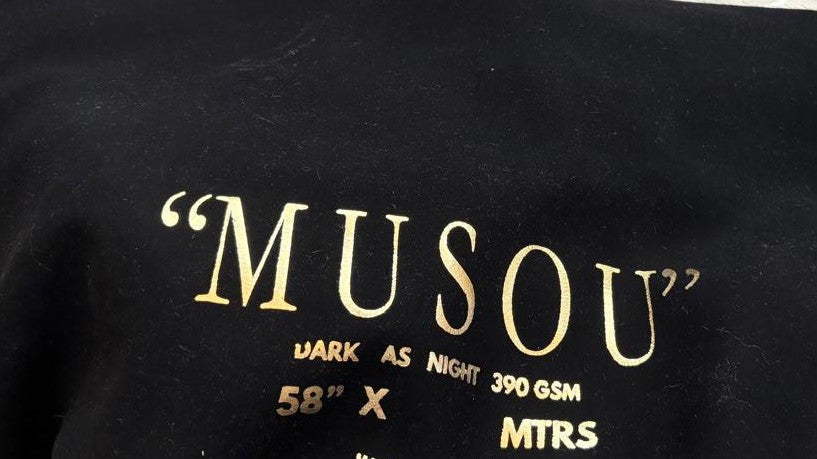 “MUSOU”
DARK AS NIGHT 390 GSM
58” X MTRS